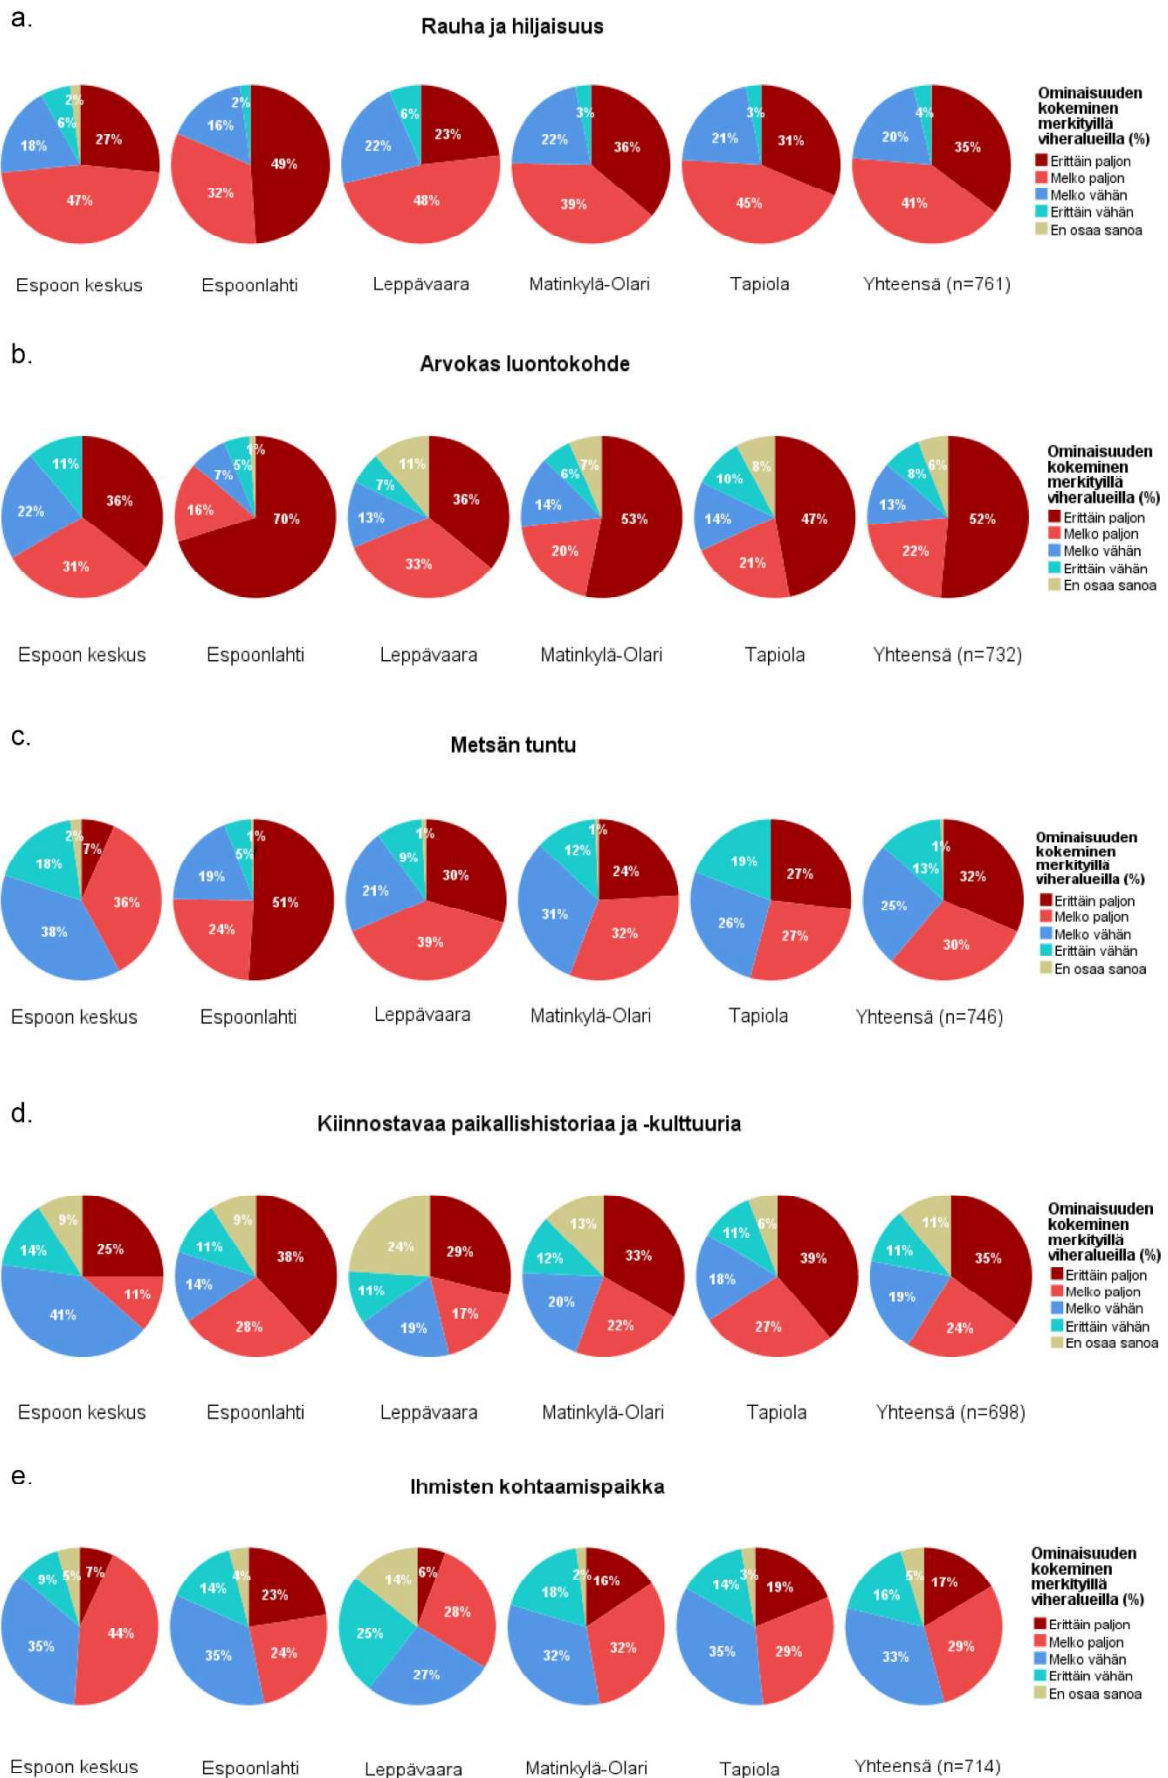 a.
Rauha ja hiljaisuus
2%
6%
27%
18%
47%
2%
16%
49%
32%
6%
23%
22%
48%
3%
22%
36%
39%
3%
21%
31%
45%
4%
20%
35%
41%
Ominaisuuden
kokeminen
merkityillä
viheralueilla (%)
Erittäin paljon
Melko paljon
Melko vähän
Erittäin vähän
En osaa sanoa
Espoon keskus
Espoonlahti
Leppävaara
Matinkylä-Olari
Tapiola
Yhteensä (n=761)
b.
Arvokas luontokohde
11%
36%
22%
31%
1%
5%
7%
16%
70%
11%
7%
36%
13%
33%
7%
6%
14%
53%
20%
8%
10%
14%
47%
21%
6%
8%
13%
52%
22%
Ominaisuuden
kokeminen
merkityillä
viheralueilla (%)
Erittäin paljon
Melko paljon
Melko vähän
Erittäin vähän
En osaa sanoa
Espoon keskus
Espoonlahti
Leppävaara
Matinkylä-Olari
Tapiola
Yhteensä (n=732)
c.
Metsän tuntu
2%
7%
18%
36%
38%
1%
5%
19%
51%
24%
1%
9%
30%
21%
39%
1%
12%
24%
31%
32%
19%
27%
26%
27%
1%
13%
32%
25%
30%
Ominaisuuden
kokeminen
merkityillä
viheralueilla (%)
Erittäin paljon
Melko paljon
Melko vähän
Erittäin vähän
En osaa sanoa
Espoon keskus
Espoonlahti
Leppävaara
Matinkylä-Olari
Tapiola
Yhteensä (n=746)
d.
Kiinnostavaa paikallishistoriaa ja -kulttuuria
9%
14%
25%
11%
41%
9%
11%
38%
14%
28%
24%
29%
11%
17%
19%
13%
12%
33%
20%
22%
6%
11%
39%
18%
27%
11%
11%
35%
19%
24%
Ominaisuuden
kokeminen
merkityillä
viheralueilla (%)
Erittäin paljon
Melko paljon
Melko vähän
Erittäin vähän
En osaa sanoa
Espoon keskus
Espoonlahti
Leppävaara
Matinkylä-Olari
Tapiola
Yhteensä (n=698)
e.
Ihmisten kohtaamispaikka
5%
7%
9%
44%
35%
4%
14%
23%
35%
24%
14%
6%
28%
25%
27%
2%
16%
18%
32%
32%
3%
14%
19%
35%
29%
5%
16%
17%
33%
29%
Ominaisuuden
kokeminen
merkityillä
viheralueilla (%)
Erittäin paljon
Melko paljon
Melko vähän
Erittäin vähän
En osaa sanoa
Espoon keskus
Espoonlahti
Leppävaara
Matinkylä-Olari
Tapiola
Yhteensä (n=714)